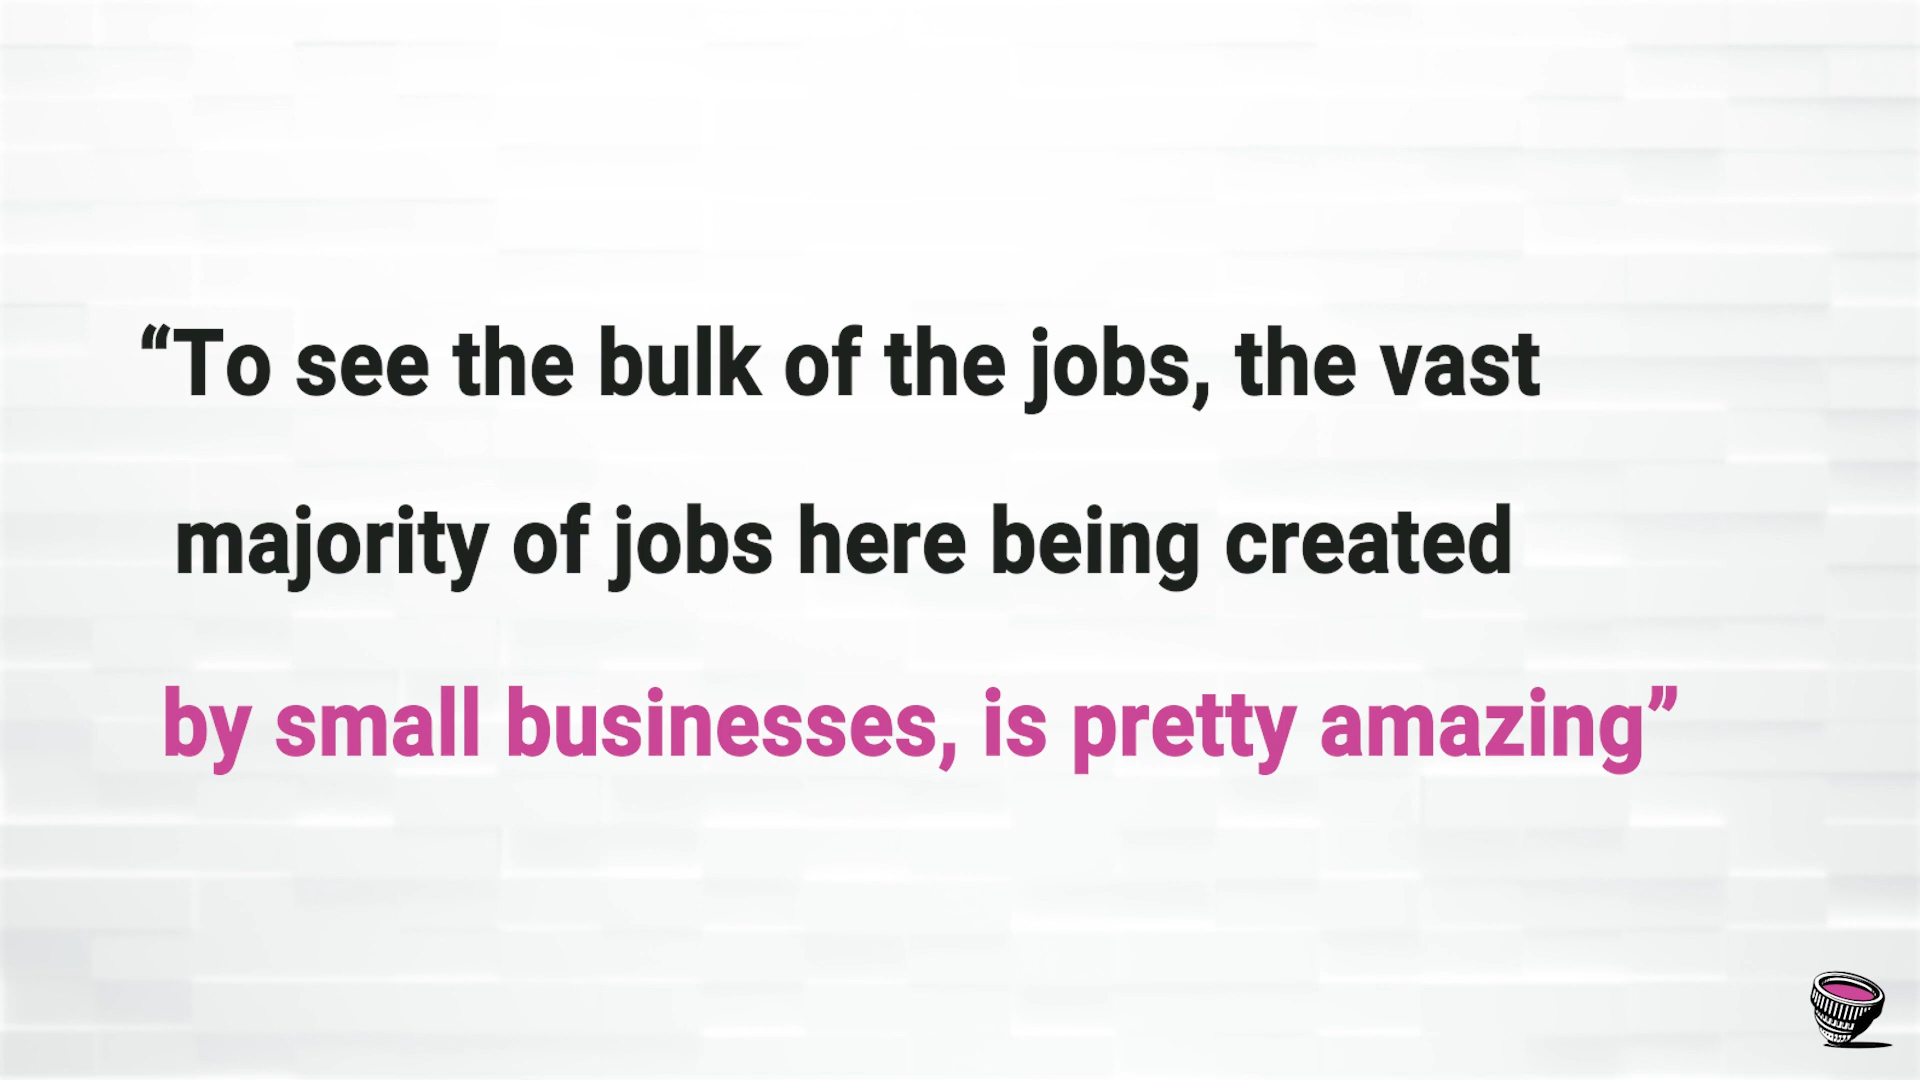 “To see the bulk of the jobs, the vast
majority of jobs here being created
by small businesses, is pretty amazing”